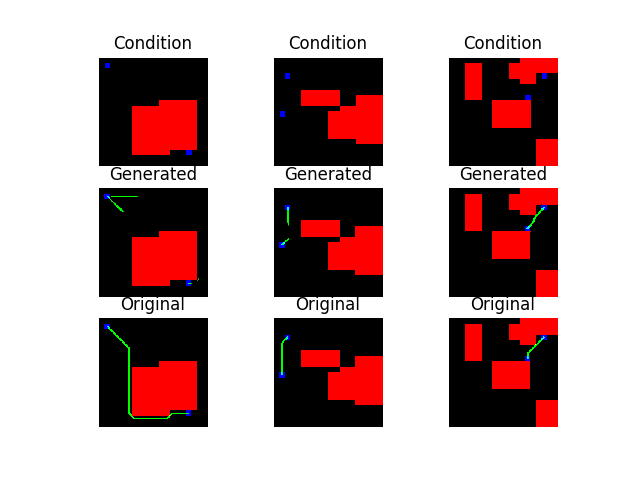 Condition Condition Condition
Generated Generated Generated
Original Original Original